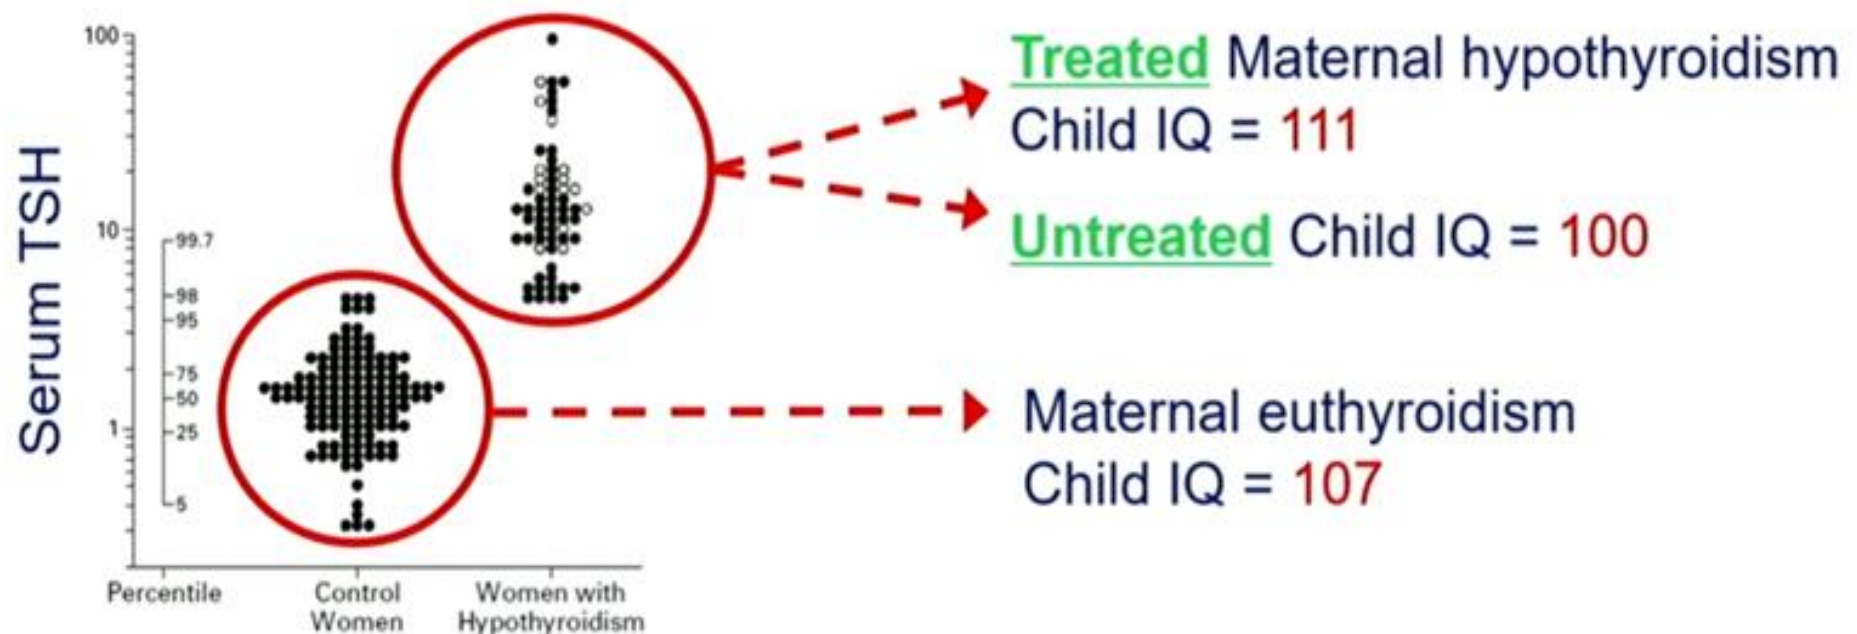 Serum TSH
100
10
1
99.7
98
95
75
50
25
5
Percentile
Control
Women
Women with
Hypothyroidism
Treated Maternal hypothyroidism
Child IQ = 111
Untreated Child IQ = 100
Maternal euthyroidism
Child IQ = 107